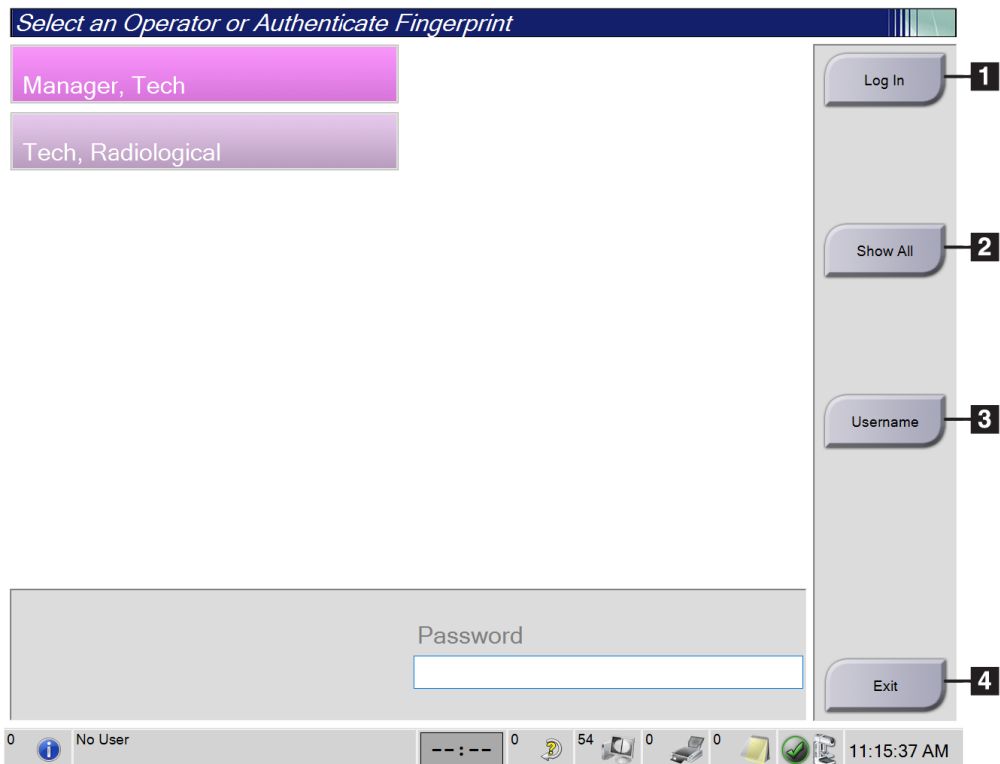 Select an Operator or Authenticate Fingerprint
Manager, Tech
Tech, Radiological
Log In
1
Show All
2
Username
3
Password
Exit
4
0
No User
--:--
0
54
0
0
11:15:37 AM